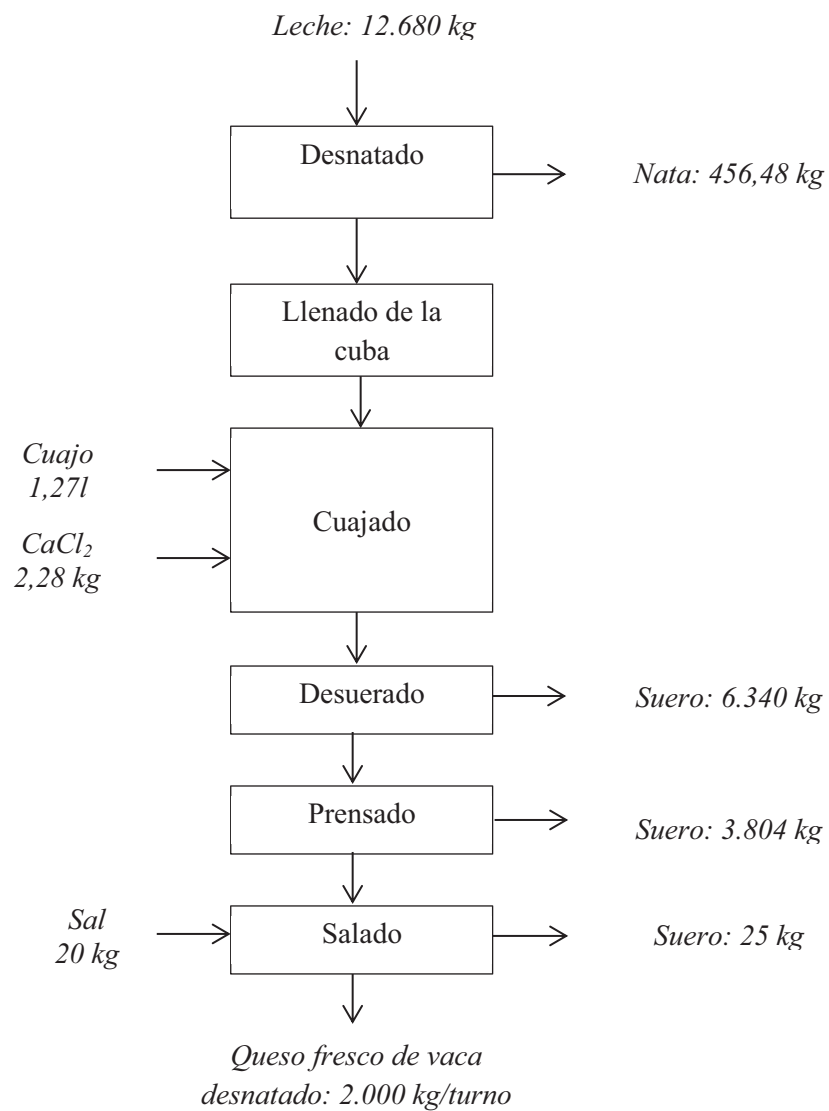 Leche: 12.680 kg
Desnatado
Nata: 456,48 kg
Llenado de la
cuba
Cuajo
1,27l
CaCl₂
2,28 kg
Cuajado
Desuerado
Suero: 6.340 kg
Prensado
Suero: 3.804 kg
Sal
20 kg
Salado
Suero: 25 kg
Queso fresco de vaca
desnatado: 2.000 kg/turno